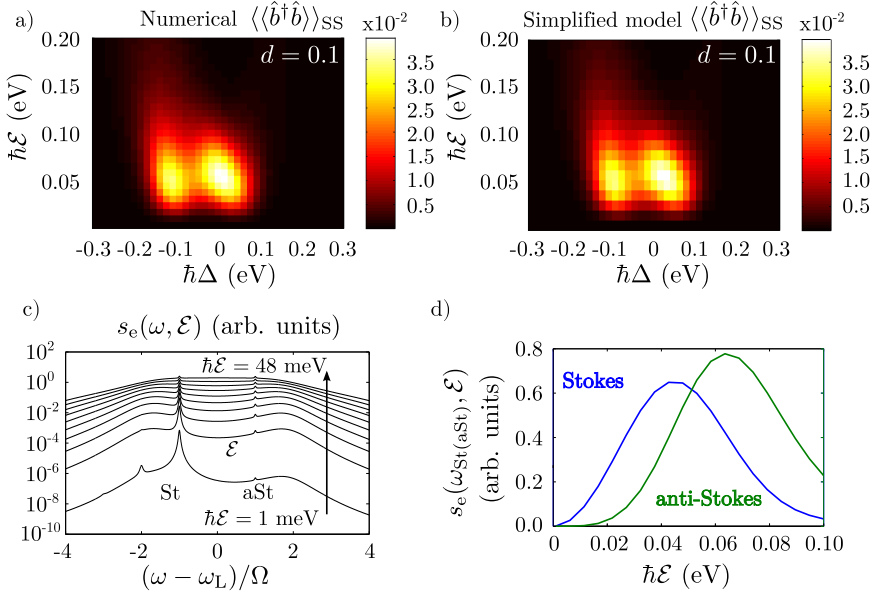 a) Numerical ⟨⟨b̂†b̂⟩⟩SS x10⁻²
d = 0.1
ħℰ (eV)
0.20
0.15
0.10
0.05
-0.3 -0.2 -0.1 0 0.1 0.2 0.3
ħΔ (eV)
3.5
3.0
2.5
2.0
1.5
1.0
0.5
b) Simplified model ⟨⟨b̂†b̂⟩⟩SS x10⁻²
d = 0.1
ħℰ (eV)
0.20
0.15
0.10
0.05
-0.3 -0.2 -0.1 0 0.1 0.2 0.3
ħΔ (eV)
3.5
3.0
2.5
2.0
1.5
1.0
0.5
c)
sₑ(ω, ℰ) (arb. units)
10²
10⁰
10⁻²
10⁻⁴
10⁻⁶
10⁻⁸
10⁻¹⁰
ħℰ = 48 meV
ℰ
St aSt
ħℰ = 1 meV
-4 -2 0 2 4
(ω − ωL)/Ω
d)
sₑ(ωSt(aSt), ℰ)
(arb. units)
0.8
0.6
0.4
0.2
0.0
Stokes
anti-Stokes
0 0.02 0.04 0.06 0.08 0.10
ħℰ (eV)